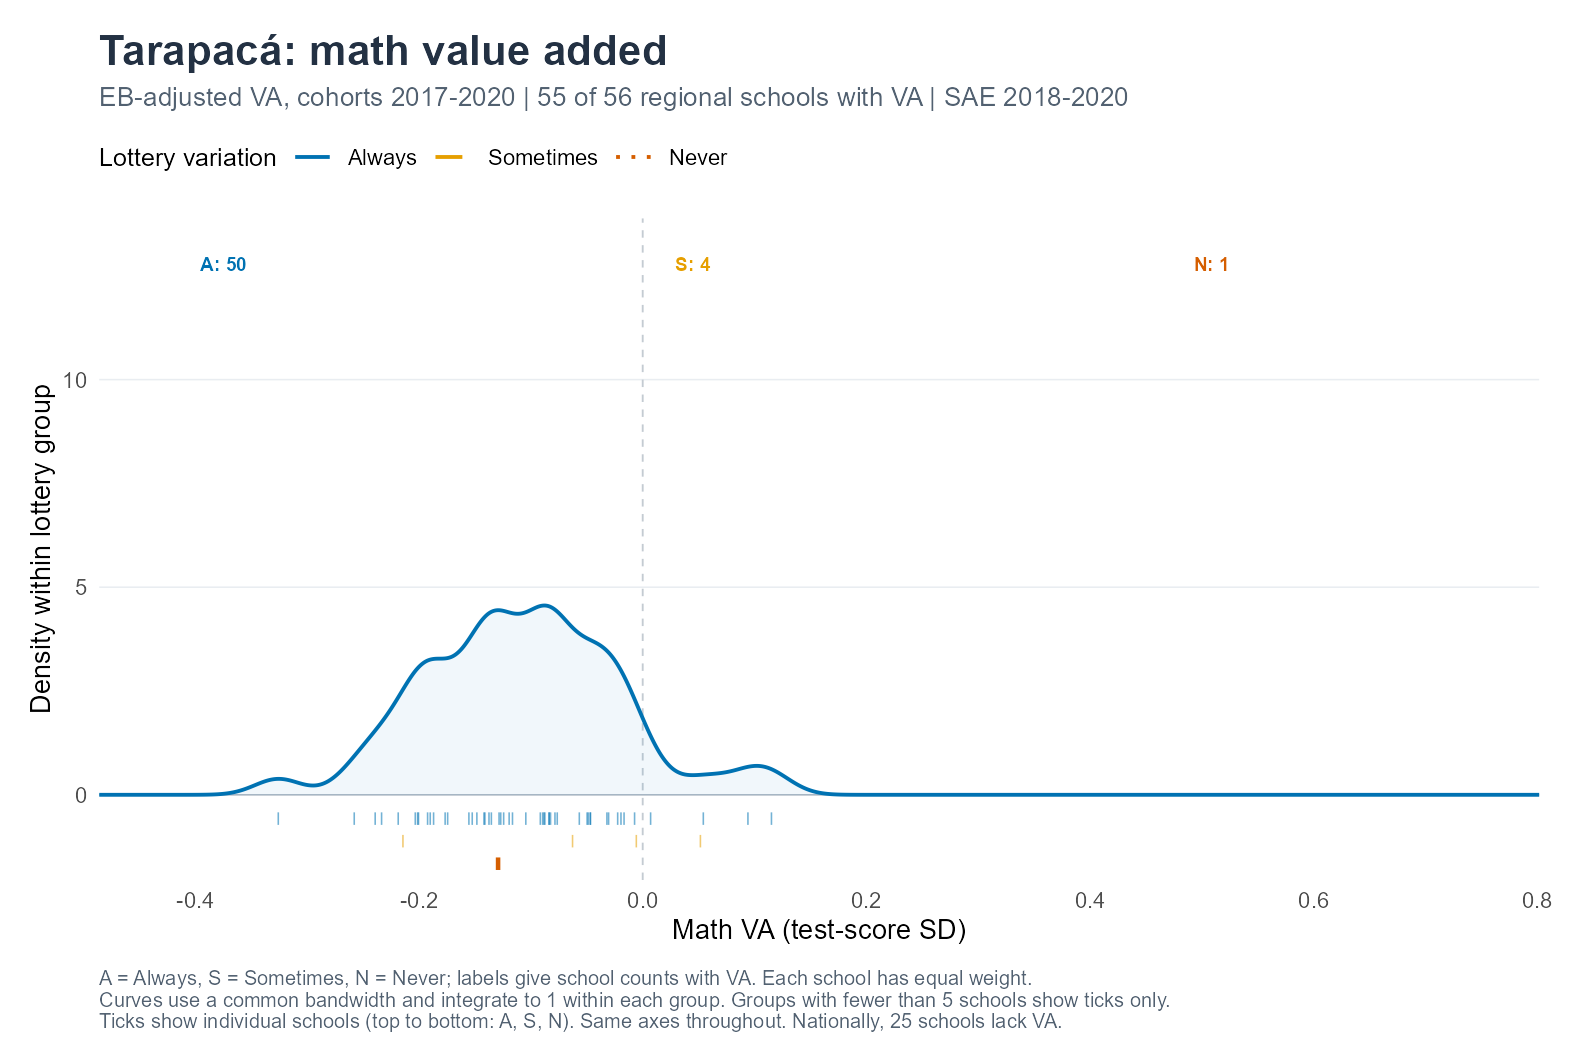 Tarapacá: math value added
EB-adjusted VA, cohorts 2017-2020 | 55 of 56 regional schools with VA | SAE 2018-2020
Lottery variation Always Sometimes Never
A: 50 S: 4 N: 1
Density within lottery group
10
5
0
-0.4 -0.2 0.0 0.2 0.4 0.6 0.8
Math VA (test-score SD)
A = Always, S = Sometimes, N = Never; labels give school counts with VA. Each school has equal weight.
Curves use a common bandwidth and integrate to 1 within each group. Groups with fewer than 5 schools show ticks only.
Ticks show individual schools (top to bottom: A, S, N). Same axes throughout. Nationally, 25 schools lack VA.